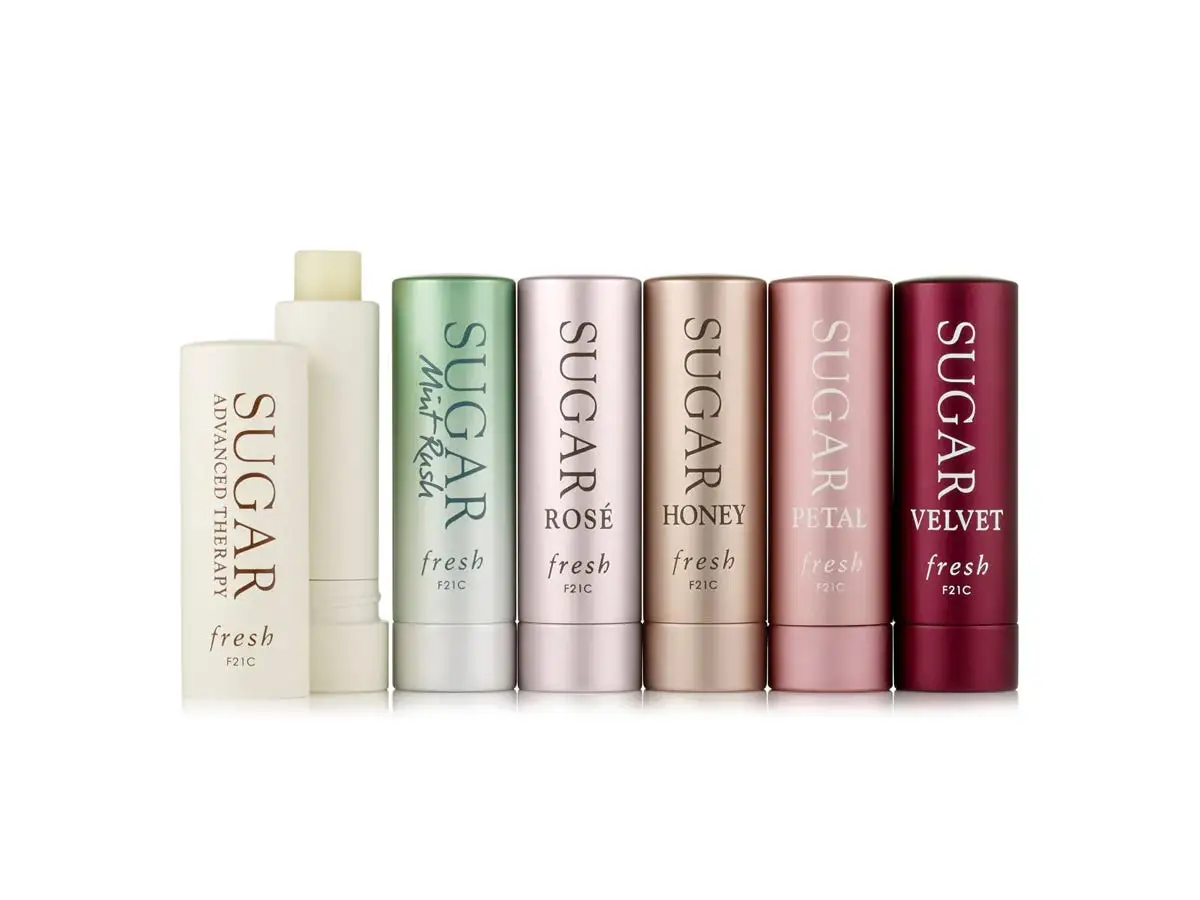 SUGAR
ADVANCED THERAPY
fresh
F21C
SUGAR
Mint Rush
fresh
F21C
SUGAR
ROSÉ
fresh
F21C
SUGAR
HONEY
fresh
F21C
SUGAR
PETAL
fresh
F21C
SUGAR
VELVET
fresh
F21C